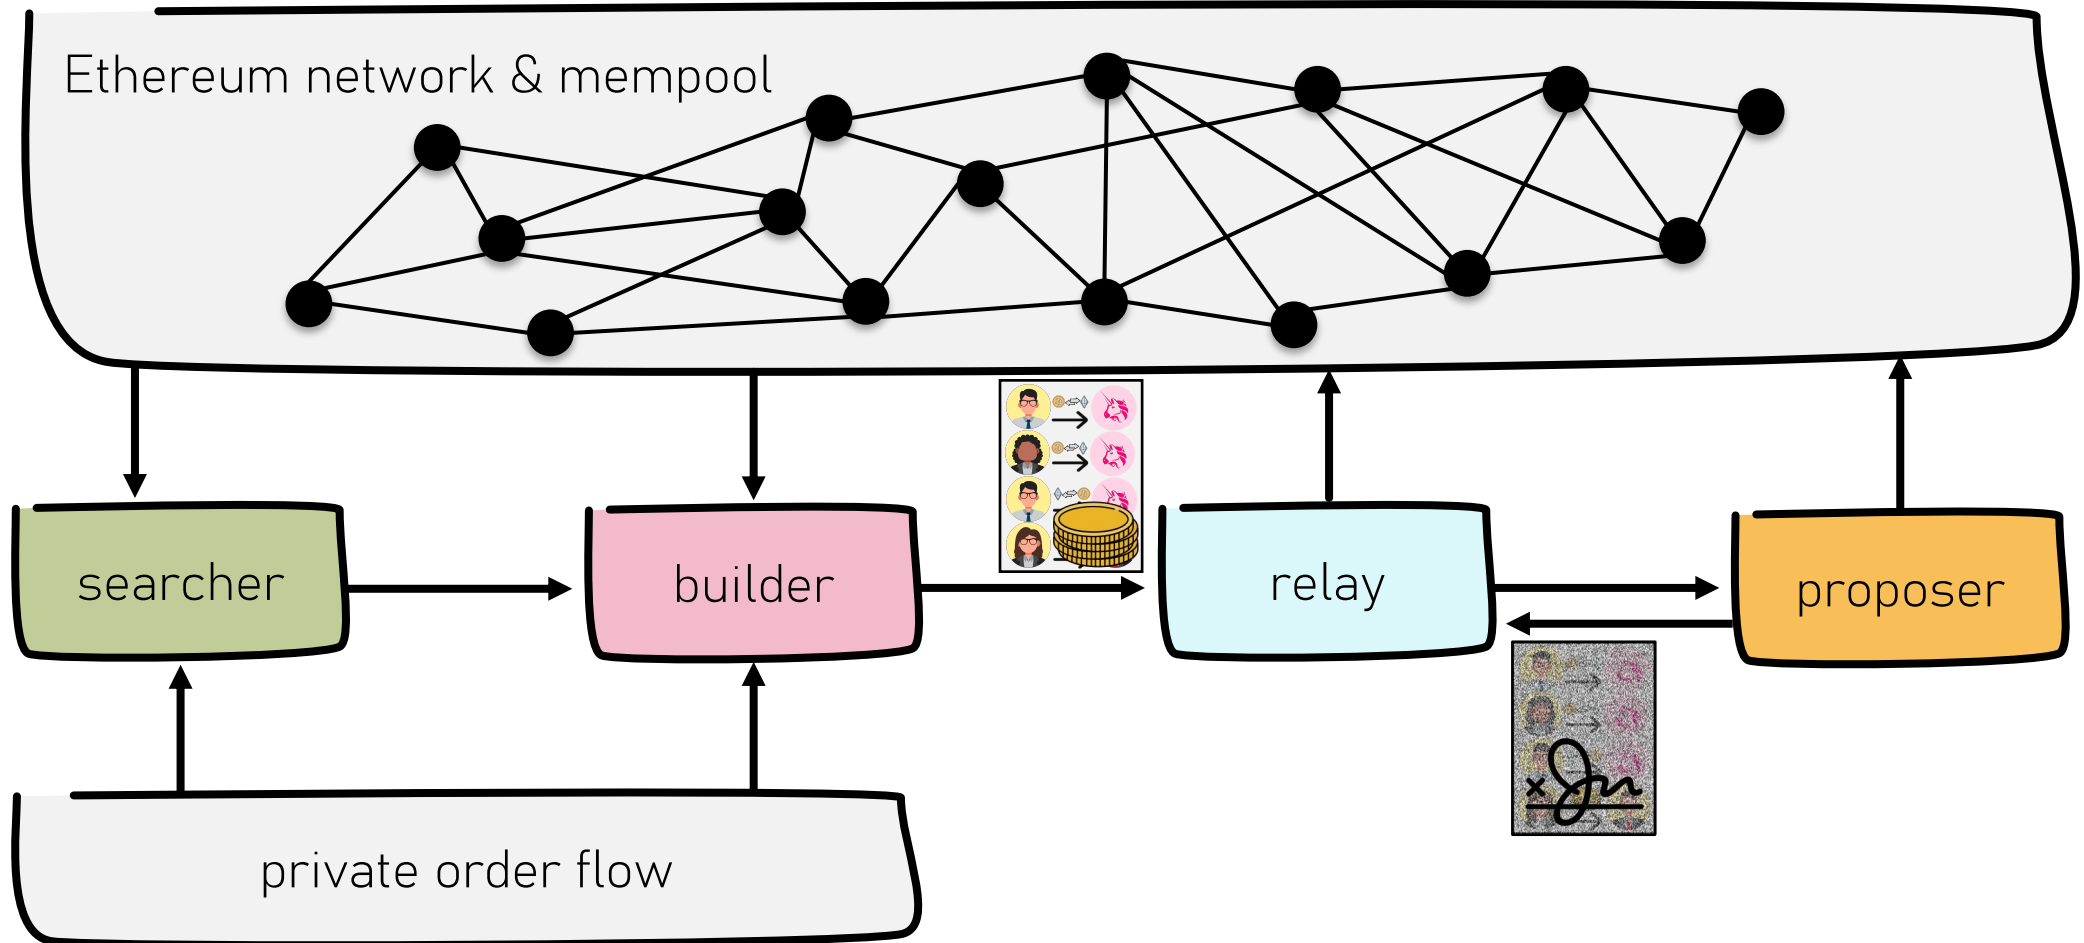 Ethereum network & mempool
searcher
builder
relay
proposer
private order flow